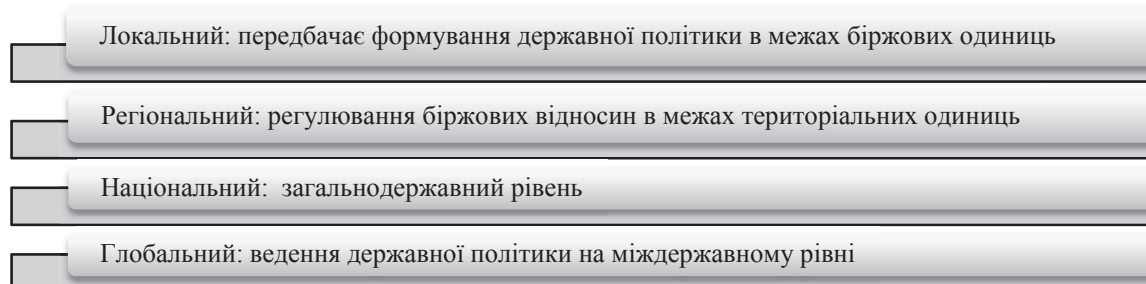 Локальний: передбачає формування державної політики в межах біржових одиниць
Регіональний: регулювання біржових відносин в межах територіальних одиниць
Національний: загальнодержавний рівень
Глобальний: ведення державної політики на міждержавному рівні